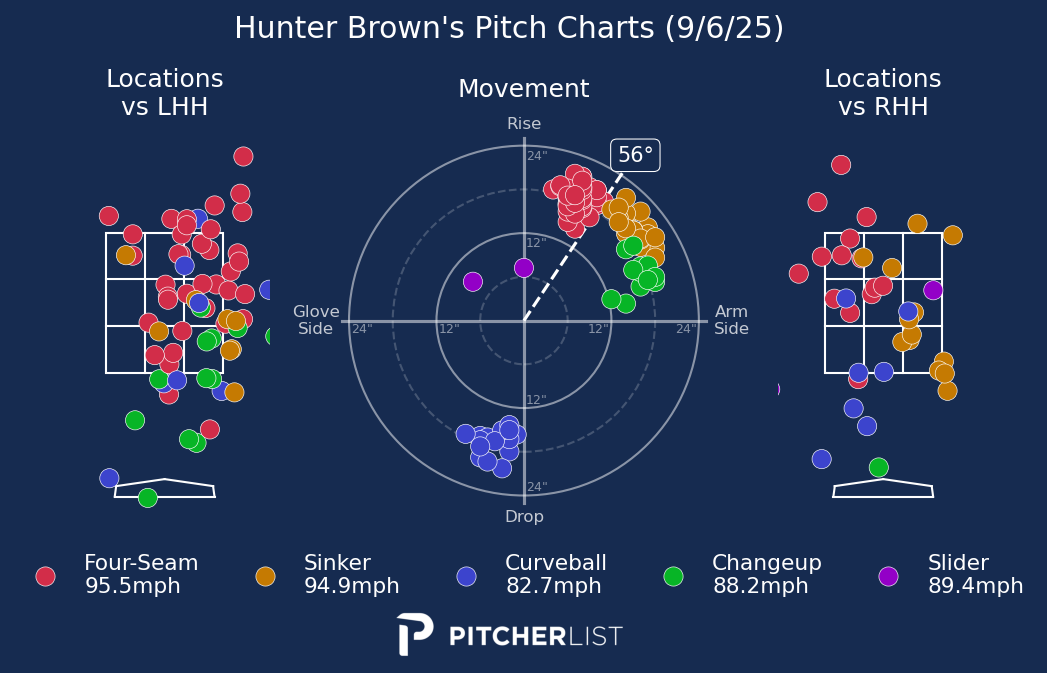 Hunter Brown's Pitch Charts (9/6/25)
Locations
vs LHH
Movement
Locations
vs RHH
Rise
56°
24"
12"
Glove
Side
24"
12"
12"
24"
Arm
Side
12"
24"
Drop
Four-Seam
95.5mph
Sinker
94.9mph
Curveball
82.7mph
Changeup
88.2mph
Slider
89.4mph
PITCHERLIST